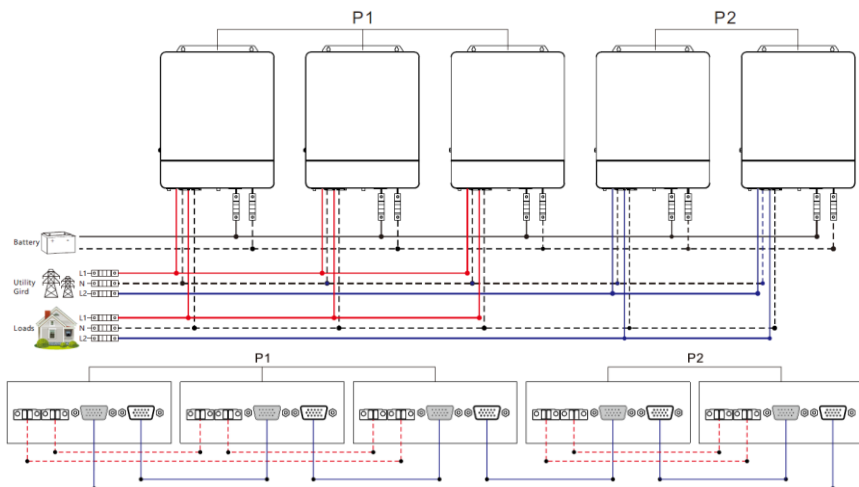 P1 P2
Battery
L1
Utility N
Gird L2
L1
Loads N
L2
P1 P2